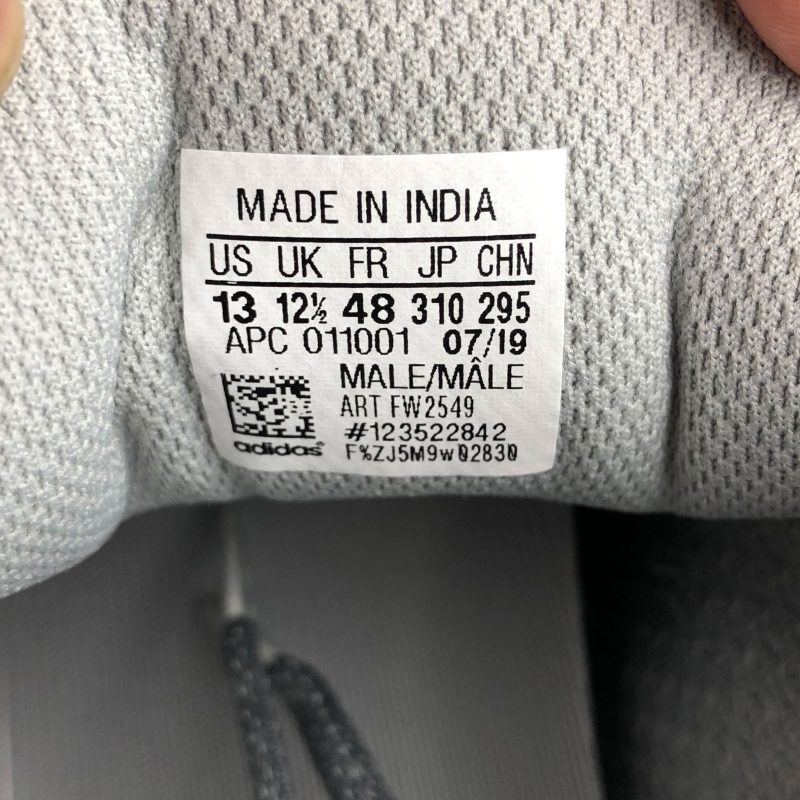 MADE IN INDIA
US UK FR JP CHN
13 12½ 48 310 295
APC 011001 07/19
MALE/MÂLE
ART FW2549
#123522842
F%ZJ5M9w02830
adidas